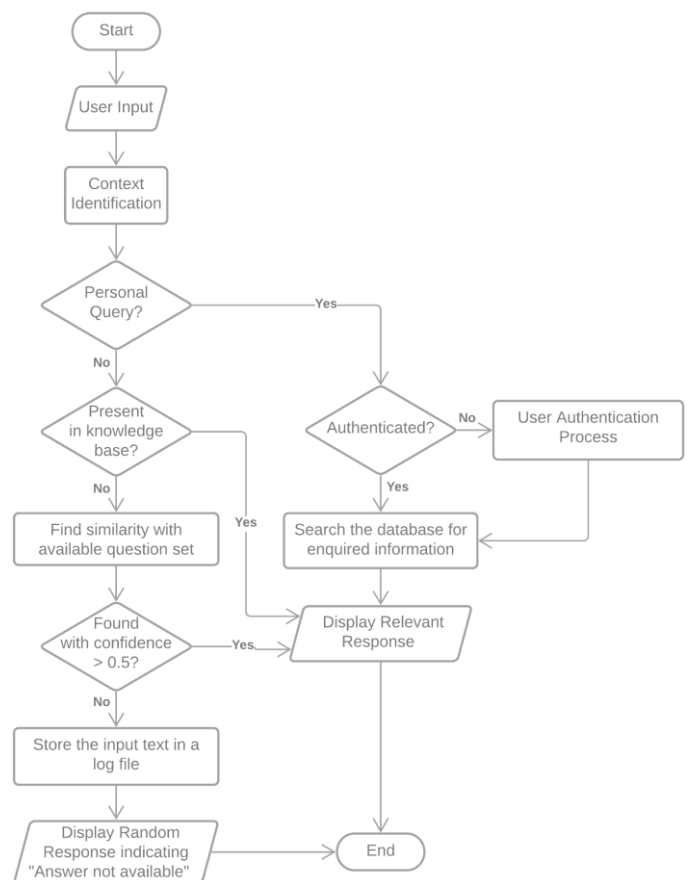 Start
User Input
Context
Identification
Personal
Query?
Yes
No
Present
in knowledge
base?
Authenticated?
No
User Authentication
Process
Yes
No
Yes
Find similarity with
available question set
Search the database for
enquired information
Found
with confidence
> 0.5?
Yes
Display Relevant
Response
No
Store the input text in a
log file
Display Random
Response indicating
"Answer not available"
End